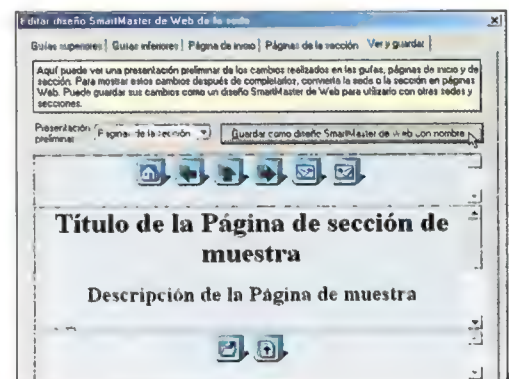 Editar diseño SmartMaster de Web de la sede
Guías superiores Guías inferiores Página de inicio Páginas de la sección Ver y guardar
Aquí puede ver una presentación preliminar de los cambios realizados en las guías, páginas de inicio y de
sección. Para mostrar estos cambios después de completarlos, convierta la sede o la sección en páginas
Web. Puede guardar sus cambios como un diseño SmartMaster de Web para utilizarlo con otras sedes y
secciones.
Presentación
preliminar:
Páginas de la sección
Guardar como diseño SmartMaster de Web con nombre
Título de la Página de sección de
muestra
Descripción de la Página de muestra